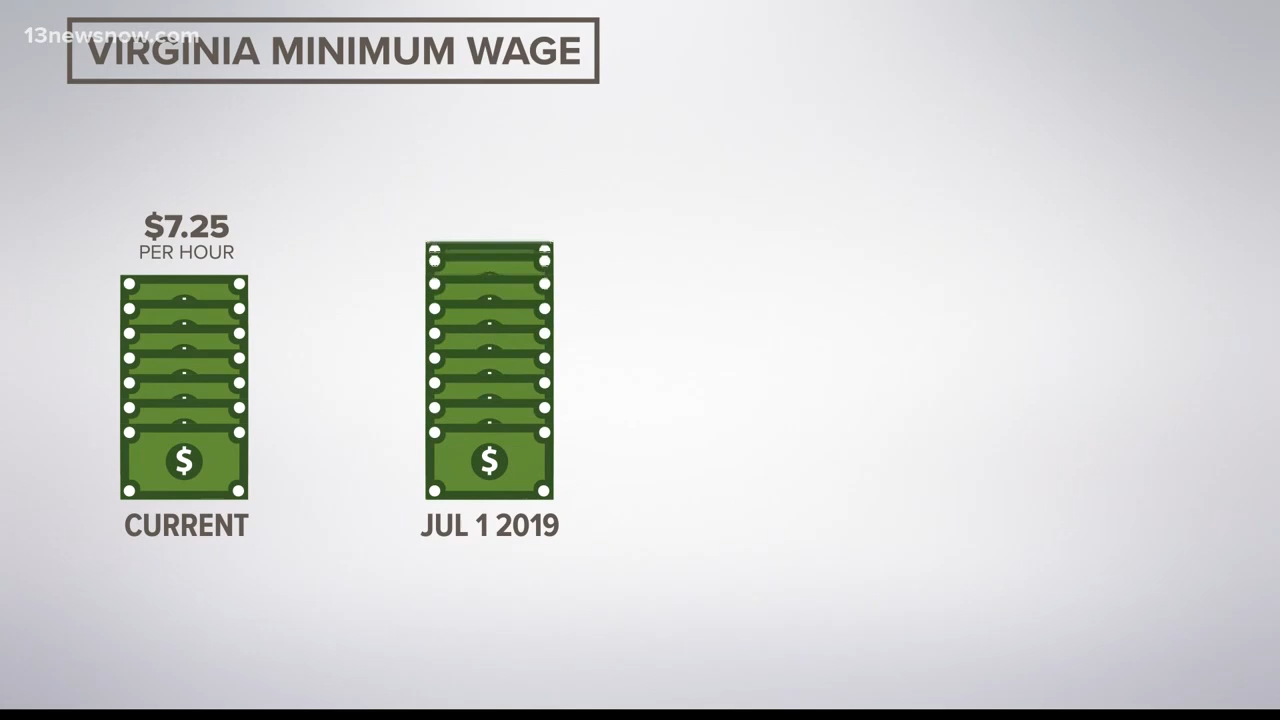 13newsnow.com
VIRGINIA MINIMUM WAGE
$7.25
PER HOUR
$
$
CURRENT
JUL 1 2019